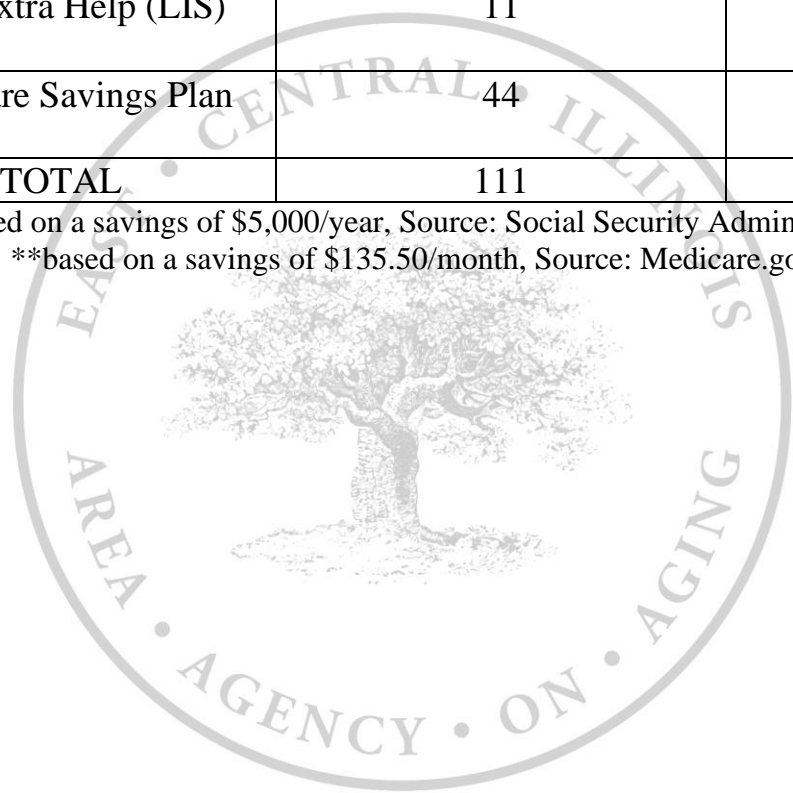 xtra Help (LIS) 11
re Savings Plan 44
TOTAL 111
ed on a savings of $5,000/year, Source: Social Security Admin
**based on a savings of $135.50/month, Source: Medicare.go
EAST • CENTRAL • ILLINOIS
AREA • AGENCY • ON • AGING